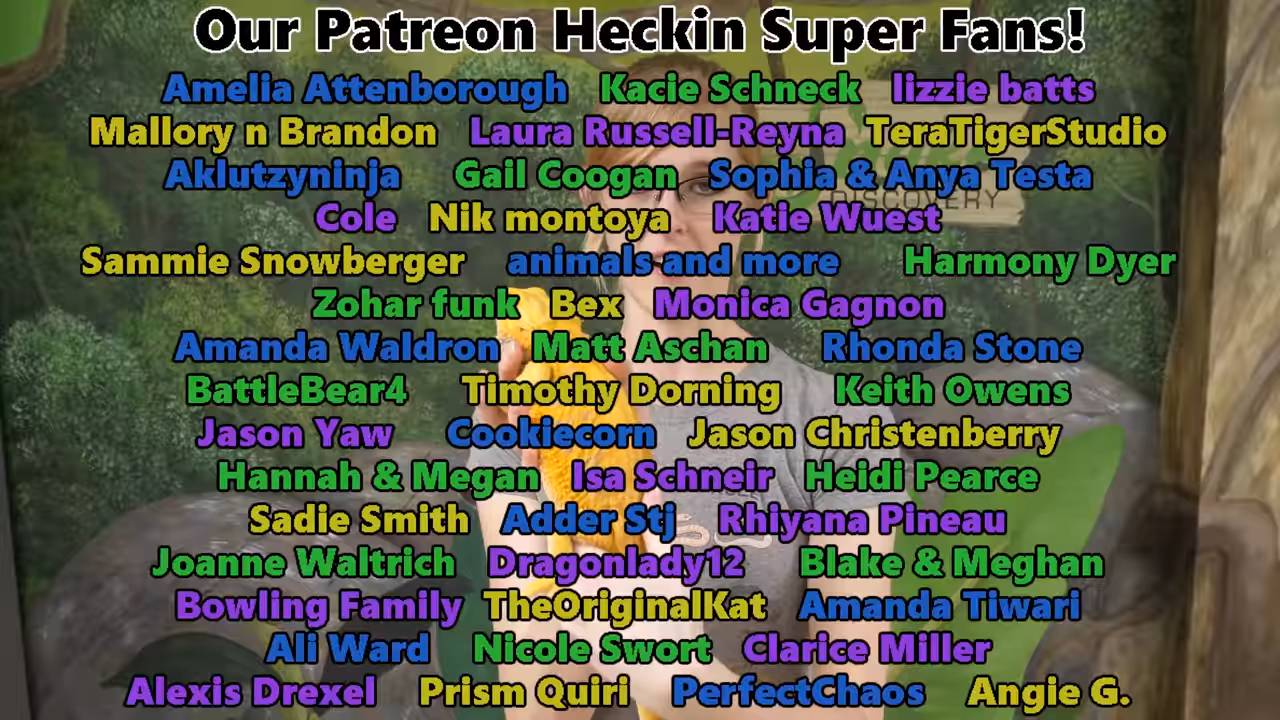 Our Patreon Heckin Super Fans!
Amelia Attenborough Kacie Schneck lizzie batts
Mallory n Brandon Laura Russell-Reyna TeraTigerStudio
Aklutzyninja Gail Coogan Sophia & Anya Testa
DISCOVERY
Cole Nik montoya Katie Wuest
Sammie Snowberger animals and more Harmony Dyer
Zohar funk Bex Monica Gagnon
Amanda Waldron Matt Aschan Rhonda Stone
BattleBear4 Timothy Dorning Keith Owens
Jason Yaw Cookiecorn Jason Christenberry
Hannah & Megan Isa Schneir Heidi Pearce
Sadie Smith Adder Stj Rhiyana Pineau
Joanne Waltrich Dragonlady12 Blake & Meghan
Bowling Family TheOriginalKat Amanda Tiwari
Ali Ward Nicole Swort Clarice Miller
Alexis Drexel Prism Quiri PerfectChaos Angie G.